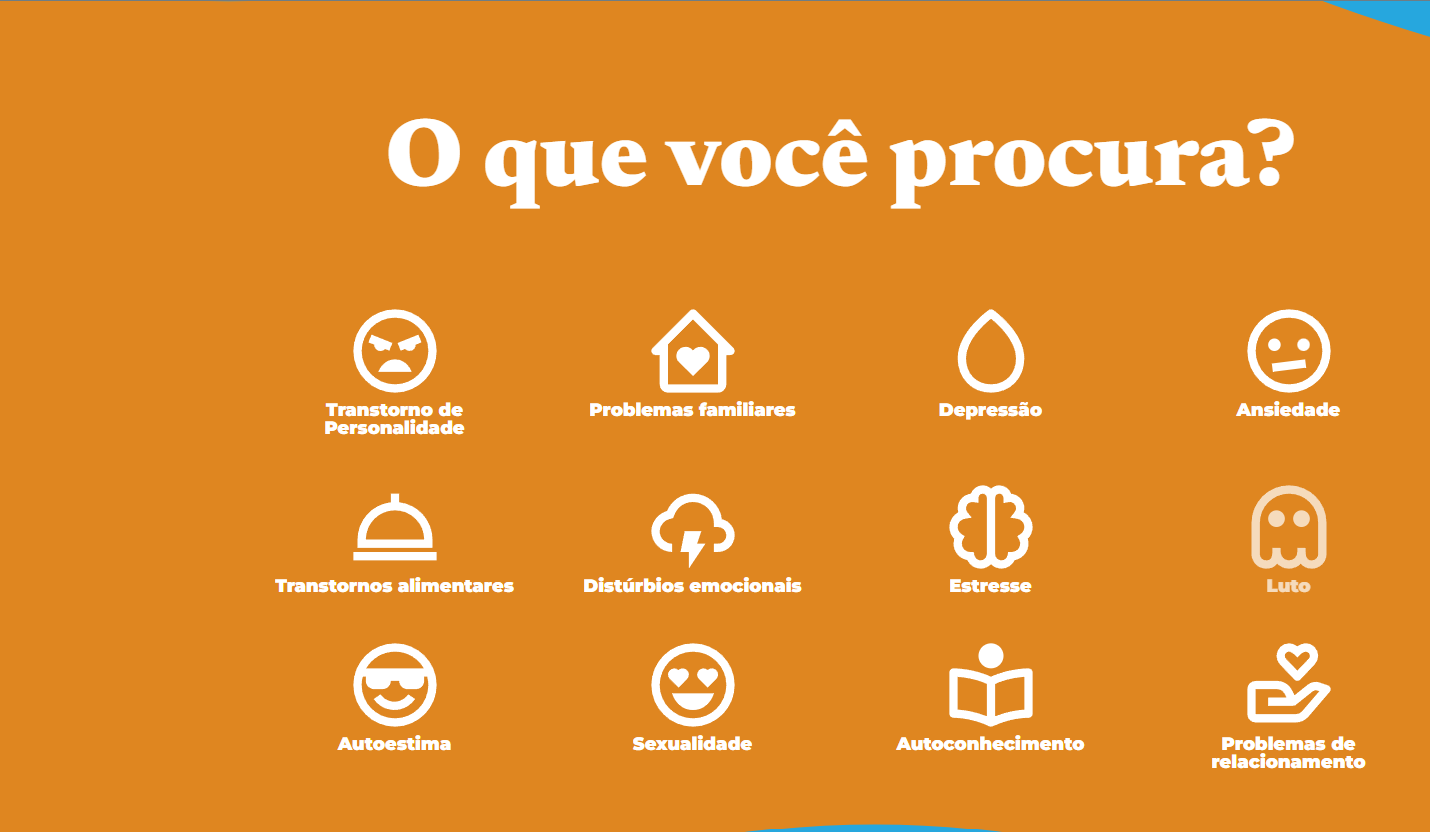 O que você procura?
Transtorno de
Personalidade
Problemas familiares
Depressão
Ansiedade
Transtornos alimentares
Distúrbios emocionais
Estresse
Luto
Autoestima
Sexualidade
Autoconhecimento
Problemas de
relacionamento